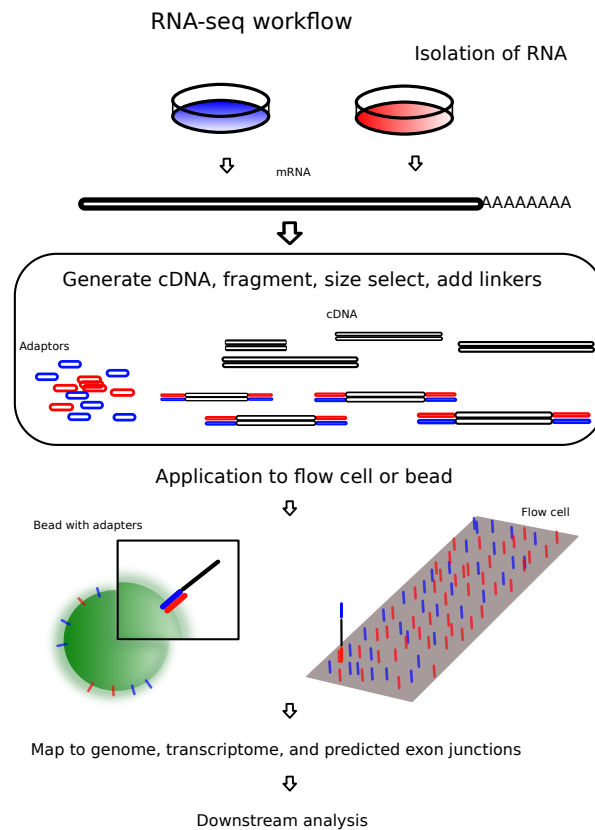 RNA-seq workflow
Isolation of RNA
mRNA
AAAAAAAA
Generate cDNA, fragment, size select, add linkers
cDNA
Adaptors
Application to flow cell or bead
Flow cell
Bead with adapters
Map to genome, transcriptome, and predicted exon junctions
Downstream analysis